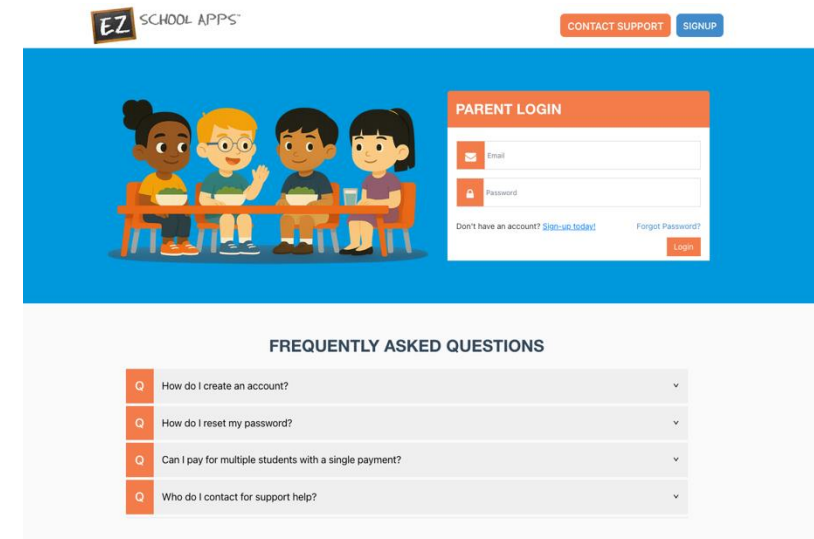 EZ SCHOOL APPS™
CONTACT SUPPORT
SIGNUP
PARENT LOGIN
Email
Password
Don't have an account? Sign-up today!
Forgot Password?
Login
FREQUENTLY ASKED QUESTIONS
Q How do I create an account?
Q How do I reset my password?
Q Can I pay for multiple students with a single payment?
Q Who do I contact for support help?